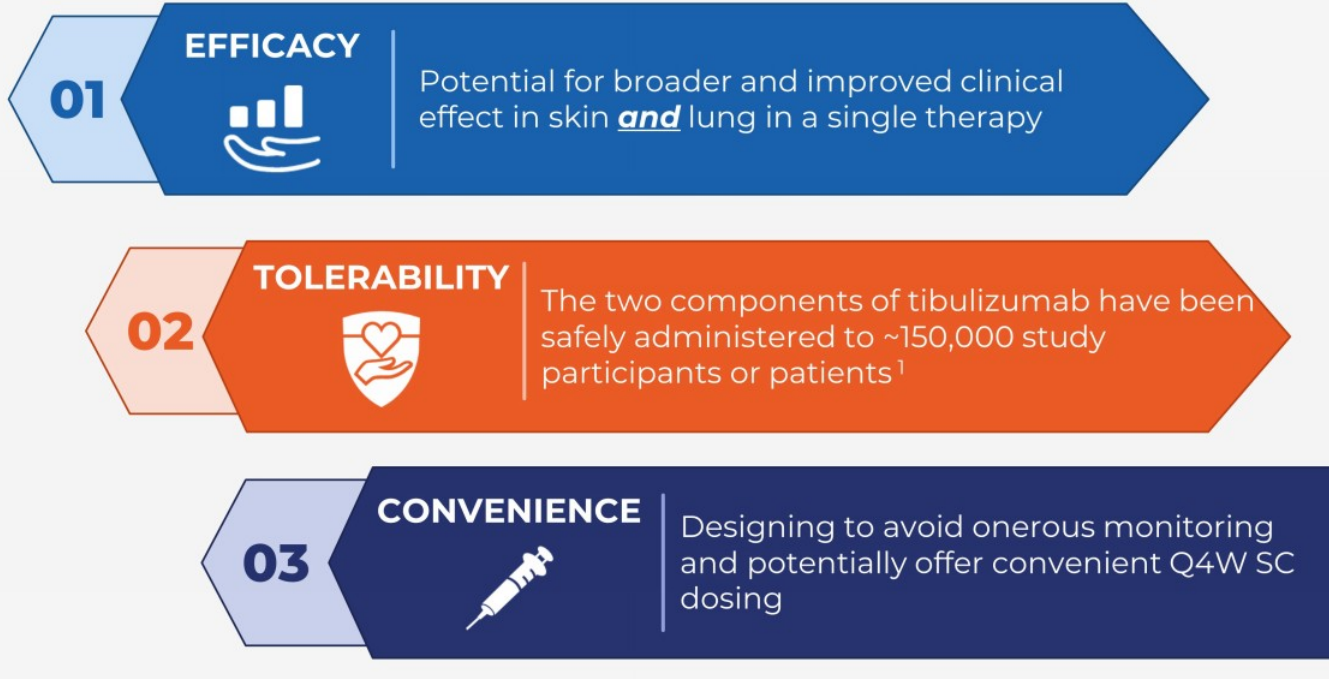 01
EFFICACY
Potential for broader and improved clinical
effect in skin and lung in a single therapy
02
TOLERABILITY
The two components of tibulizumab have been
safely administered to ~150,000 study
participants or patients¹
03
CONVENIENCE
Designing to avoid onerous monitoring
and potentially offer convenient Q4W SC
dosing